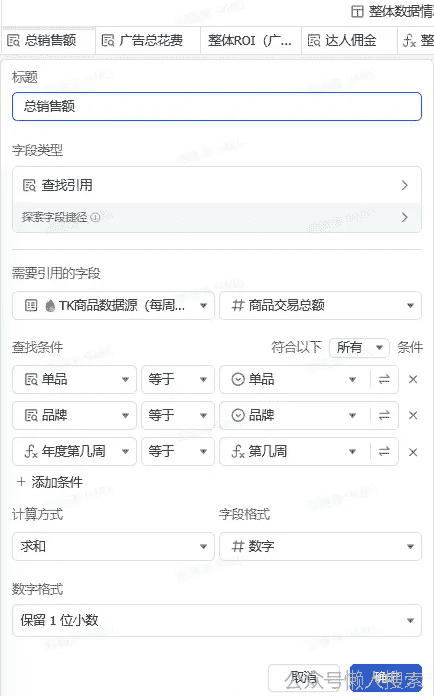 整体数据情
总销售额 广告总花费 整体ROI（广... 达人佣金 整
标题
总销售额
字段类型
查找引用
探索字段捷径
需要引用的字段
TK商品数据源（每周... # 商品交易总额
查找条件 符合以下 所有 条件
单品 等于 单品
品牌 等于 品牌
fx 年度第几周 等于 fx 第几周
+ 添加条件
计算方式 字段格式
求和 # 数字
数字格式
保留 1 位小数
取消 确定
公众号懒人搜索